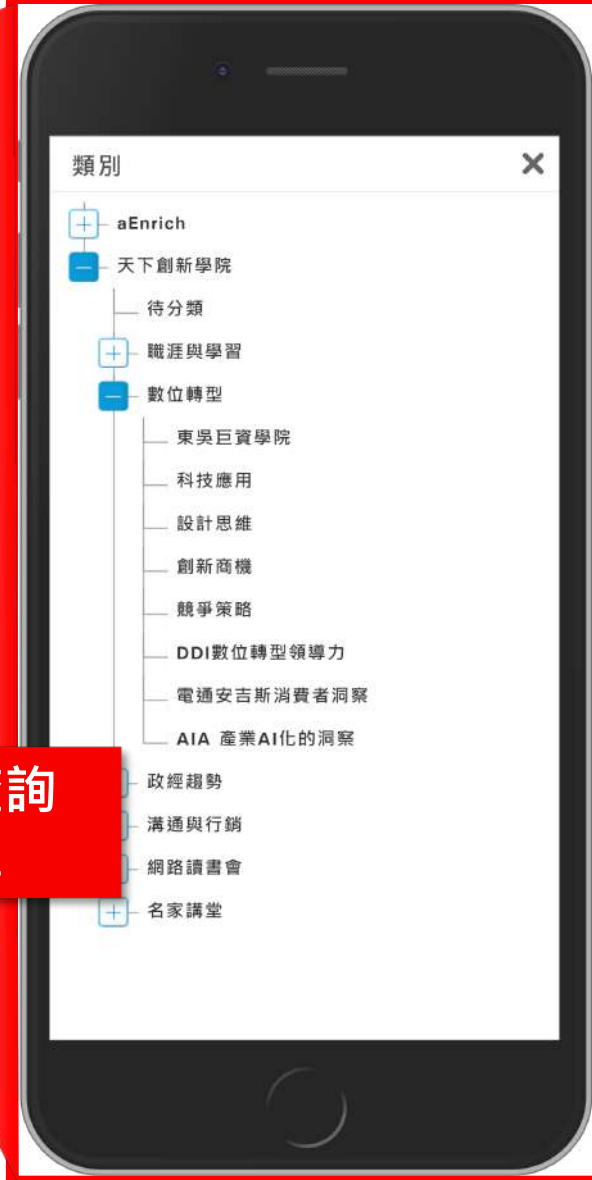 類別
aEnrich
天下創新學院
待分類
職涯與學習
數位轉型
東吳巨資學院
科技應用
設計思維
創新商機
競爭策略
DDI數位轉型領導力
電通安吉斯消費者洞察
AIA 產業AI化的洞察
詢
政經趨勢
溝通與行銷
網路讀書會
名家講堂